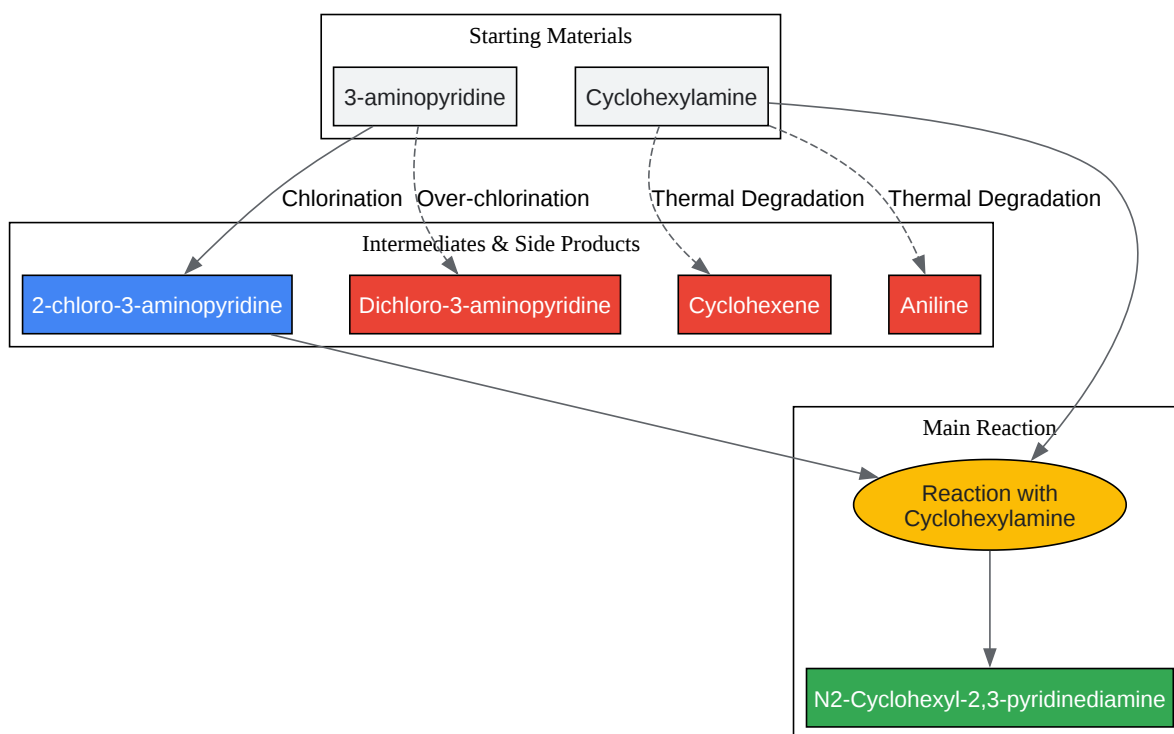 Starting Materials
3-aminopyridine
Cyclohexylamine
Chlorination
Over-chlorination
Thermal Degradation
Thermal Degradation
Intermediates & Side Products
2-chloro-3-aminopyridine
Dichloro-3-aminopyridine
Cyclohexene
Aniline
Main Reaction
Reaction with
Cyclohexylamine
N2-Cyclohexyl-2,3-pyridinediamine